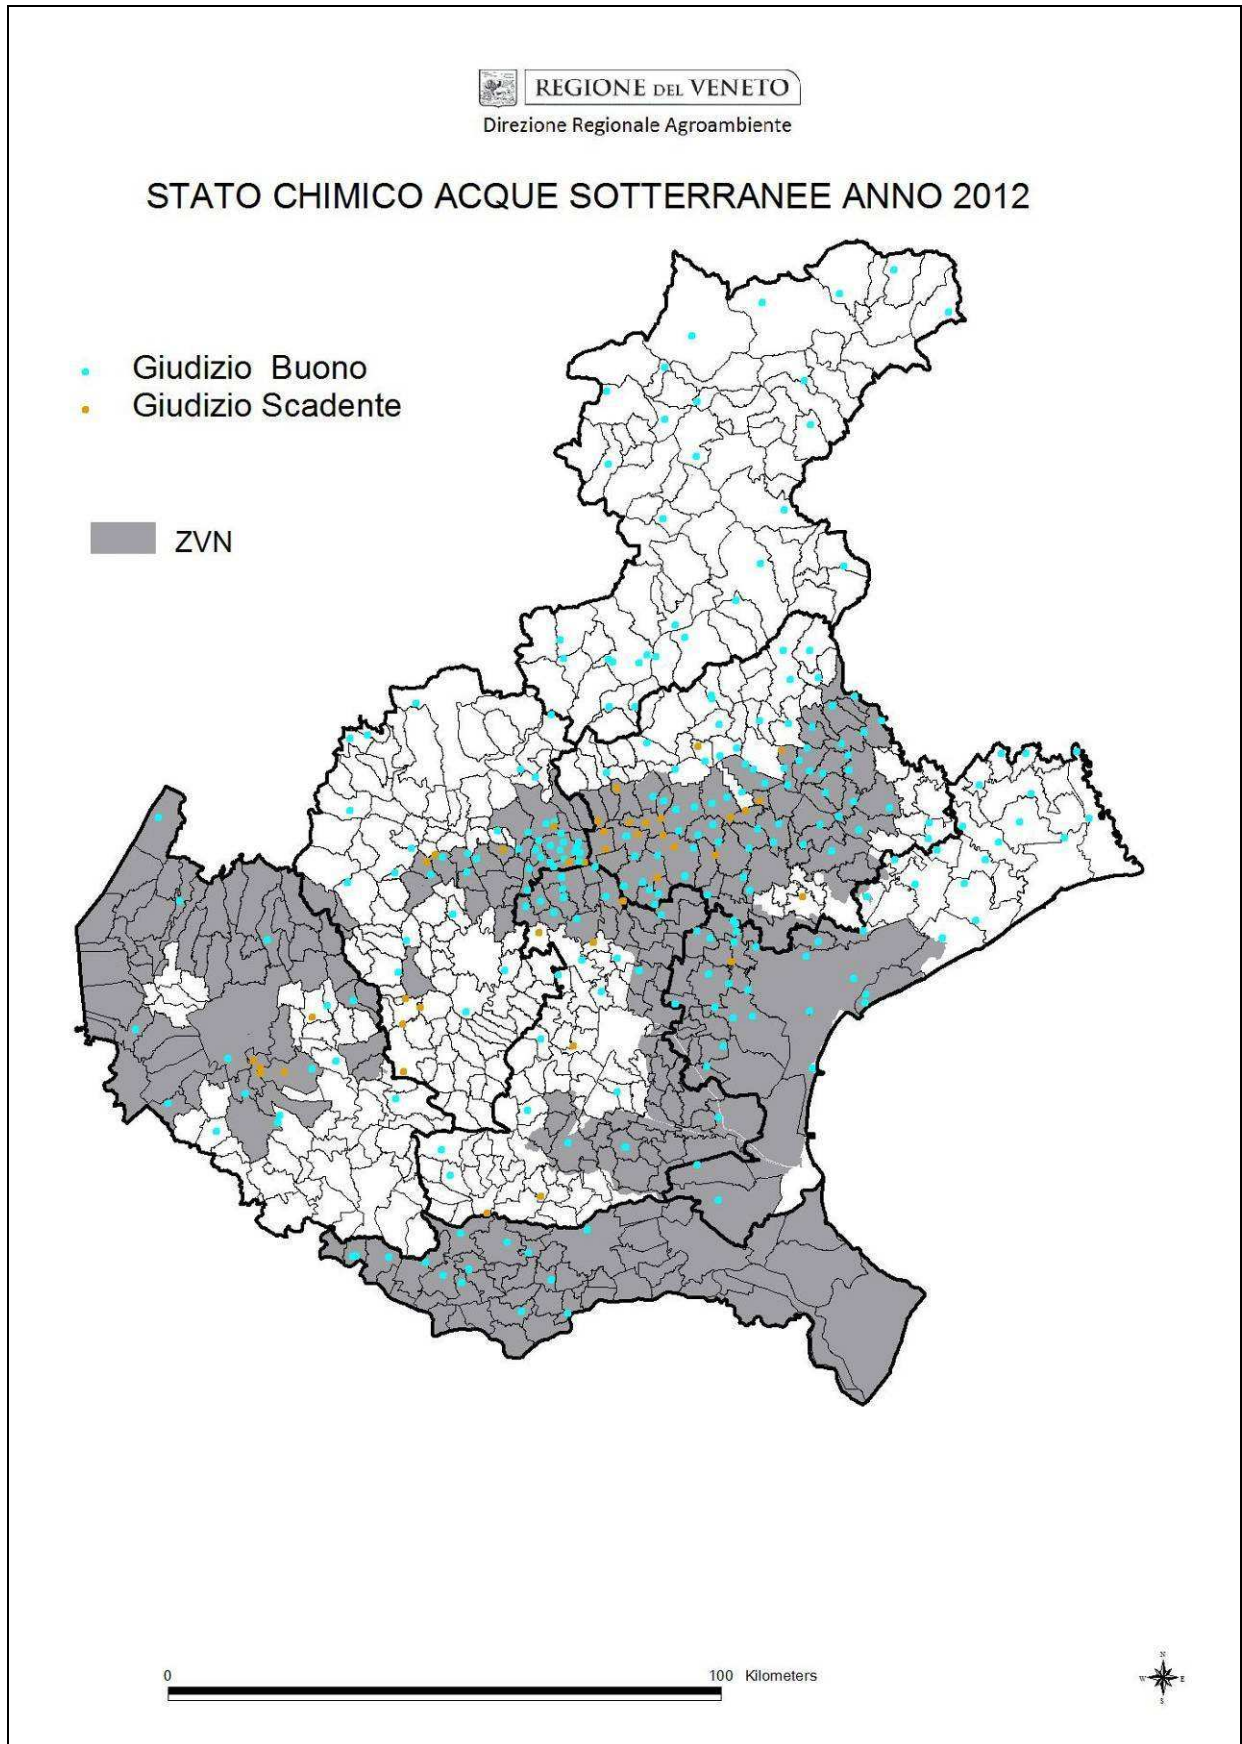 REGIONE DEL VENETO
Direzione Regionale Agroambiente
STATO CHIMICO ACQUE SOTTERRANEE ANNO 2012
Giudizio Buono
Giudizio Scadente
ZVN
0 100 Kilometers
N
W E
S